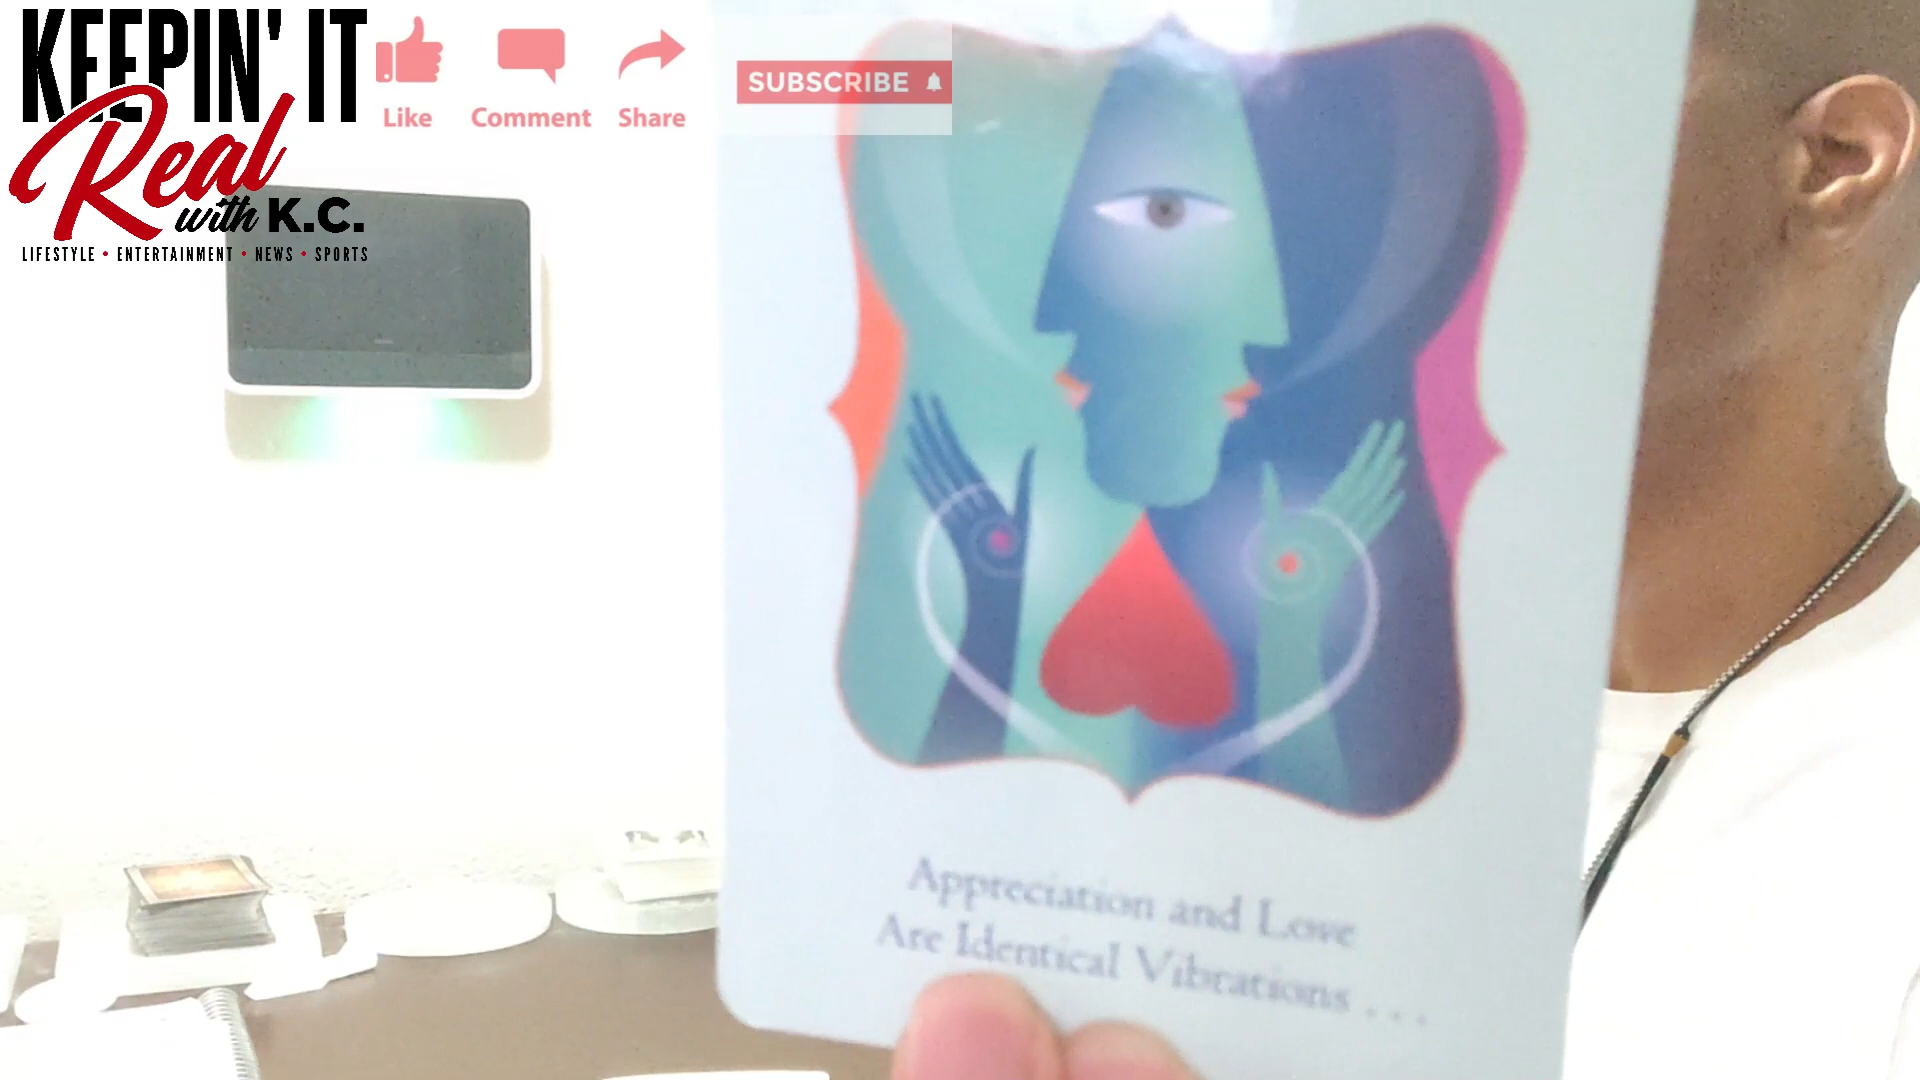 KEEPIN' IT
Real
with K.C.
LIFESTYLE • ENTERTAINMENT • NEWS • SPORTS
Like
Comment
Share
SUBSCRIBE
Appreciation and Love
Are Identical Vibrations . . .